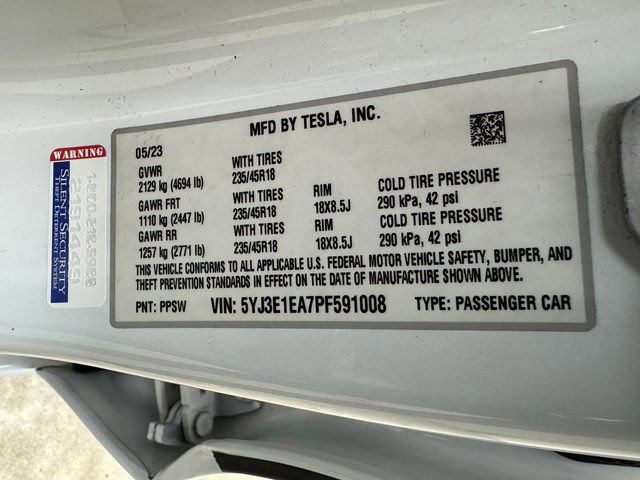 MFD BY TESLA, INC.
05/23
GVWR WITH TIRES
2129 kg (4694 lb) 235/45R18
GAWR FRT WITH TIRES RIM COLD TIRE PRESSURE
1110 kg (2447 lb) 235/45R18 18X8.5J 290 kPa, 42 psi
GAWR RR WITH TIRES RIM COLD TIRE PRESSURE
1257 kg (2771 lb) 235/45R18 18X8.5J 290 kPa, 42 psi
THIS VEHICLE CONFORMS TO ALL APPLICABLE U.S. FEDERAL MOTOR VEHICLE SAFETY, BUMPER, AND
THEFT PREVENTION STANDARDS IN EFFECT ON THE DATE OF MANUFACTURE SHOWN ABOVE.
PNT: PPSW VIN: 5YJ3E1EA7PF591008 TYPE: PASSENGER CAR
WARNING
SILENT SECURITY
THEFT DETERRENT SYSTEM